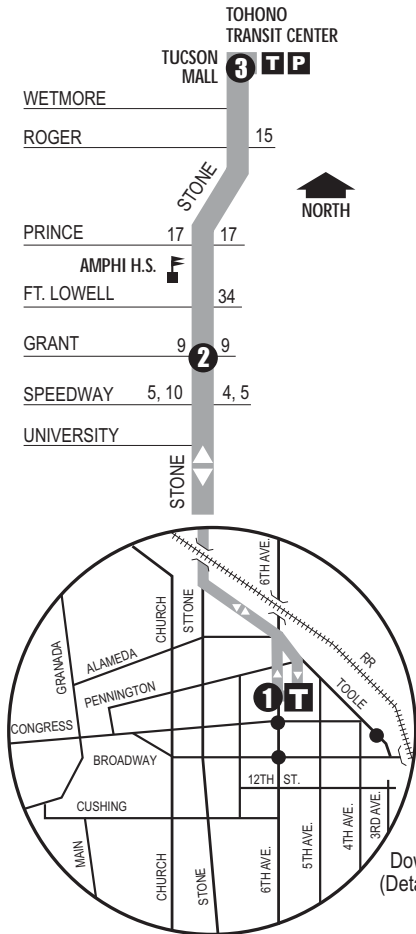 TOHONO
TRANSIT CENTER
TUCSON
MALL
3 T P
WETMORE
ROGER 15
STONE
NORTH
PRINCE 17 17
AMPHI H.S.
FT. LOWELL 34
GRANT 9 2 9
SPEEDWAY 5, 10 4, 5
UNIVERSITY
STONE
6TH AVE.
CHURCH
STTONE
RR
GRANADA
ALAMEDA
PENNINGTON
TOOLE
1 T
CONGRESS
BROADWAY
12TH ST.
CUSHING
MAIN
CHURCH
STONE
6TH AVE.
5TH AVE.
4TH AVE.
3RD AVE.
Dow
(Deta